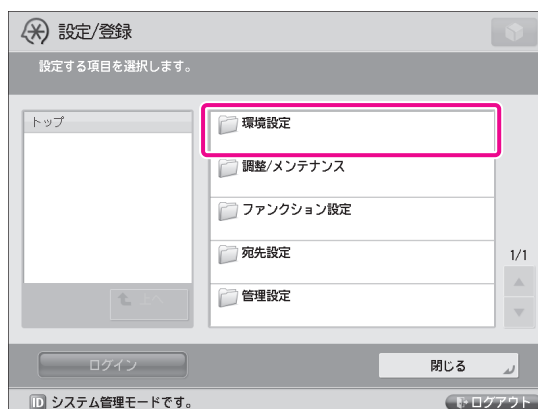 設定/登録
設定する項目を選択します。
トップ
環境設定
調整/メンテナンス
ファンクション設定
宛先設定
管理設定
1/1
上へ
ログイン
閉じる
ID システム管理モードです。
ログアウト